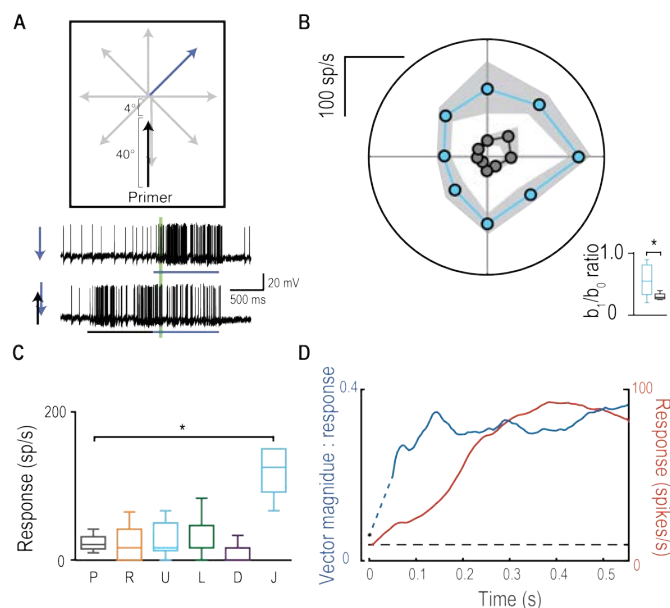 A
4°
40°
Primer
20 mV
500 ms
B
100 sp/s
*
1.0
0
b1/b0 ratio
C
200
*
Response (sp/s)
0
P R U L D J
D
0.4
100
Vector magnidue : response
Response (spikes/s)
0
0
0 0.1 0.2 0.3 0.4 0.5
Time (s)